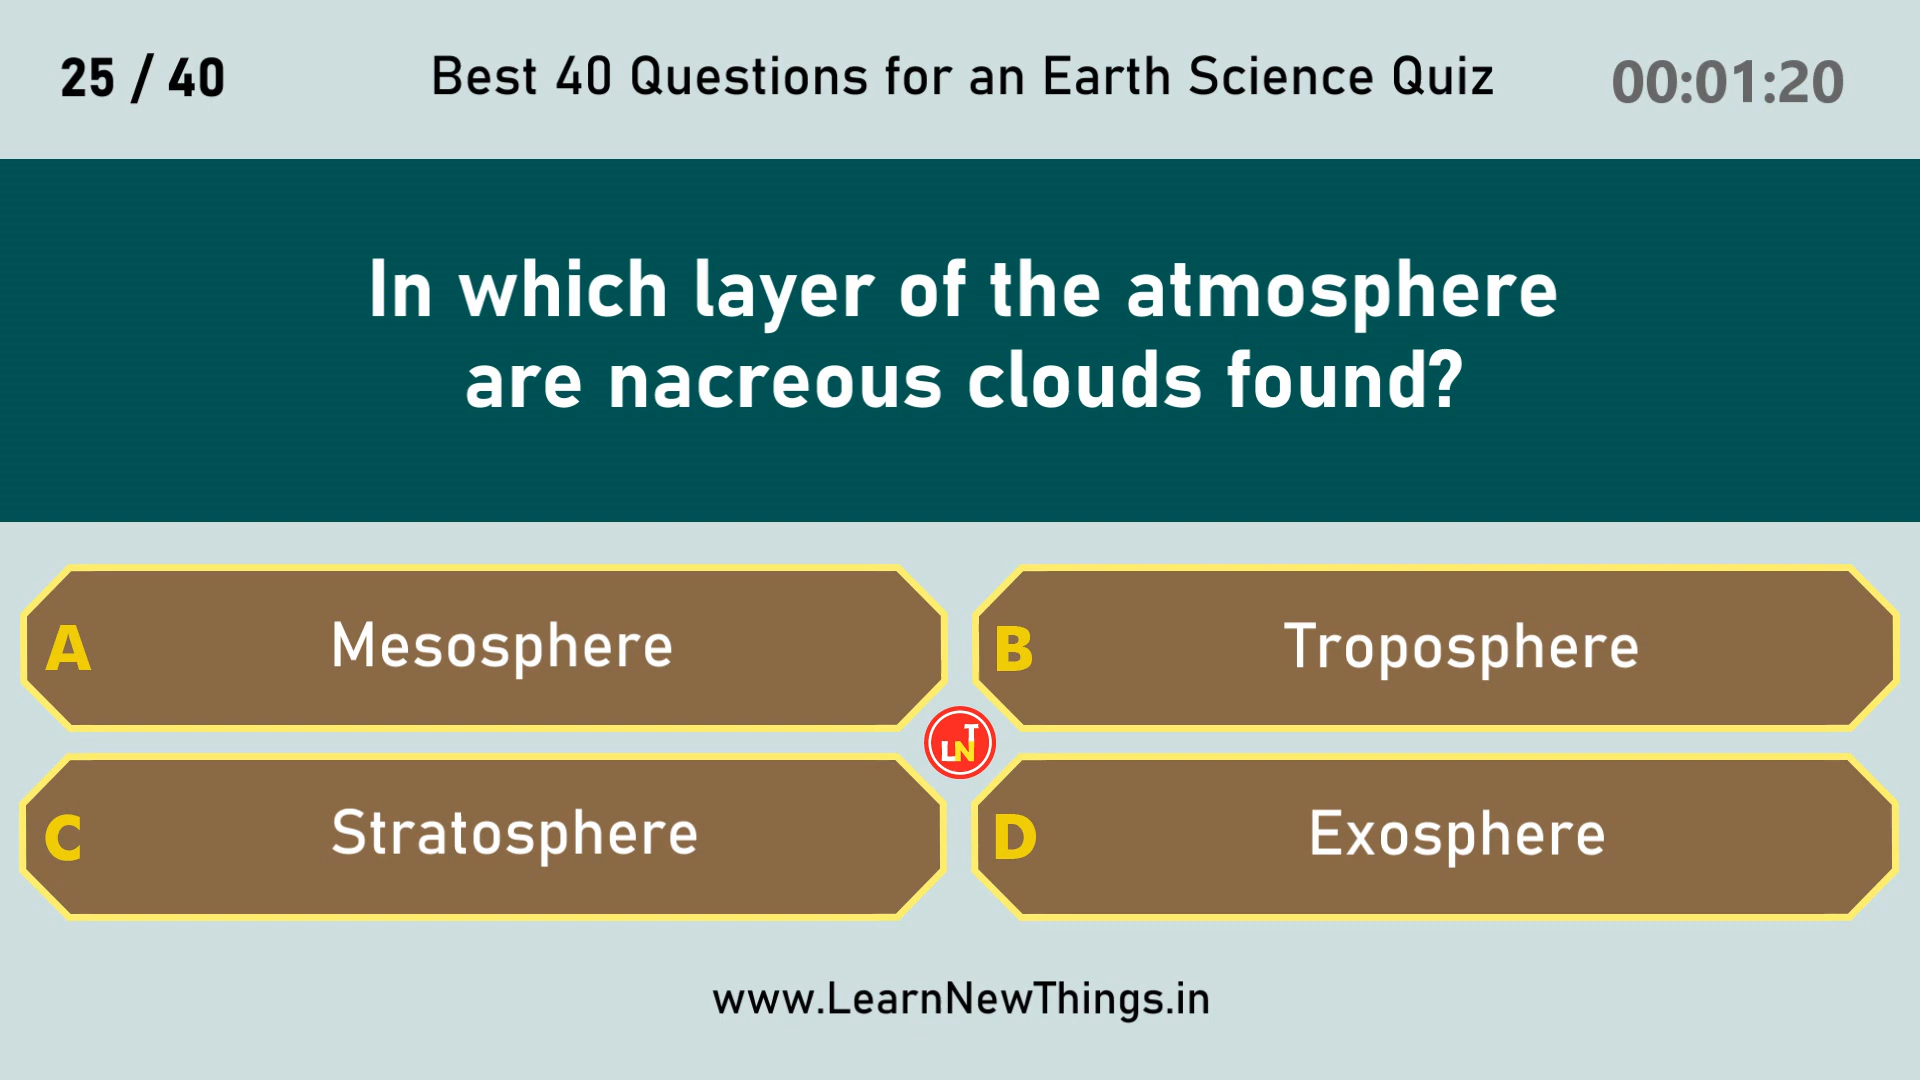 25 / 40
Best 40 Questions for an Earth Science Quiz
00:01:20
In which layer of the atmosphere
are nacreous clouds found?
A Mesosphere
B Troposphere
LNT
C Stratosphere
D Exosphere
www.LearnNewThings.in